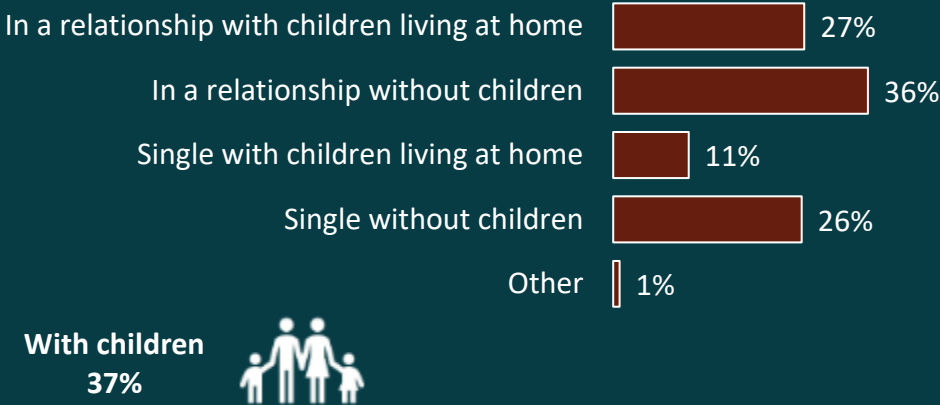 In a relationship with children living at home 27%
In a relationship without children 36%
Single with children living at home 11%
Single without children 26%
Other 1%
With children
37%